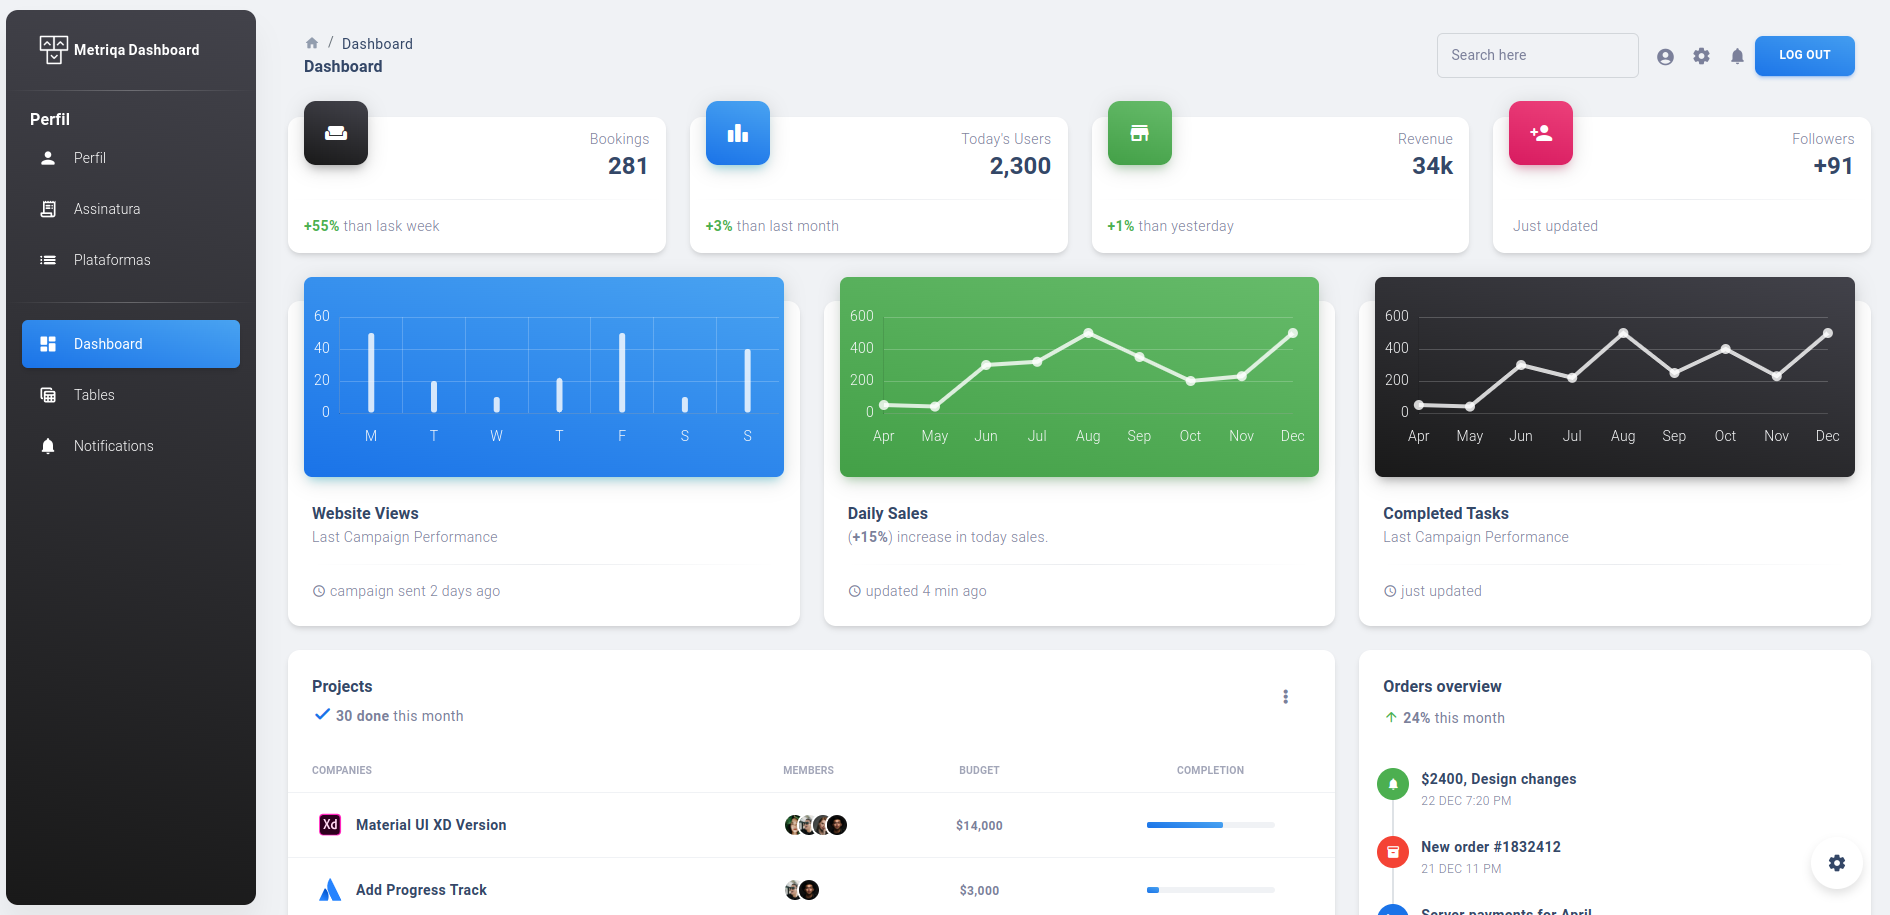 Metriqa Dashboard
Perfil
Perfil
Assinatura
Plataformas
Dashboard
Tables
Notifications
/ Dashboard
Dashboard
Search here
LOG OUT
Bookings
281
+55% than lask week
Today's Users
2,300
+3% than last month
Revenue
34k
+1% than yesterday
Followers
+91
Just updated
60
40
20
0
M T W T F S S
Website Views
Last Campaign Performance
campaign sent 2 days ago
600
400
200
0
Apr May Jun Jul Aug Sep Oct Nov Dec
Daily Sales
(+15%) increase in today sales.
updated 4 min ago
600
400
200
0
Apr May Jun Jul Aug Sep Oct Nov Dec
Completed Tasks
Last Campaign Performance
just updated
Projects
30 done this month
COMPANIES MEMBERS BUDGET COMPLETION
Xd Material UI XD Version $14,000
Add Progress Track $3,000
Orders overview
24% this month
$2400, Design changes
22 DEC 7:20 PM
New order #1832412
21 DEC 11 PM
Server payments for April